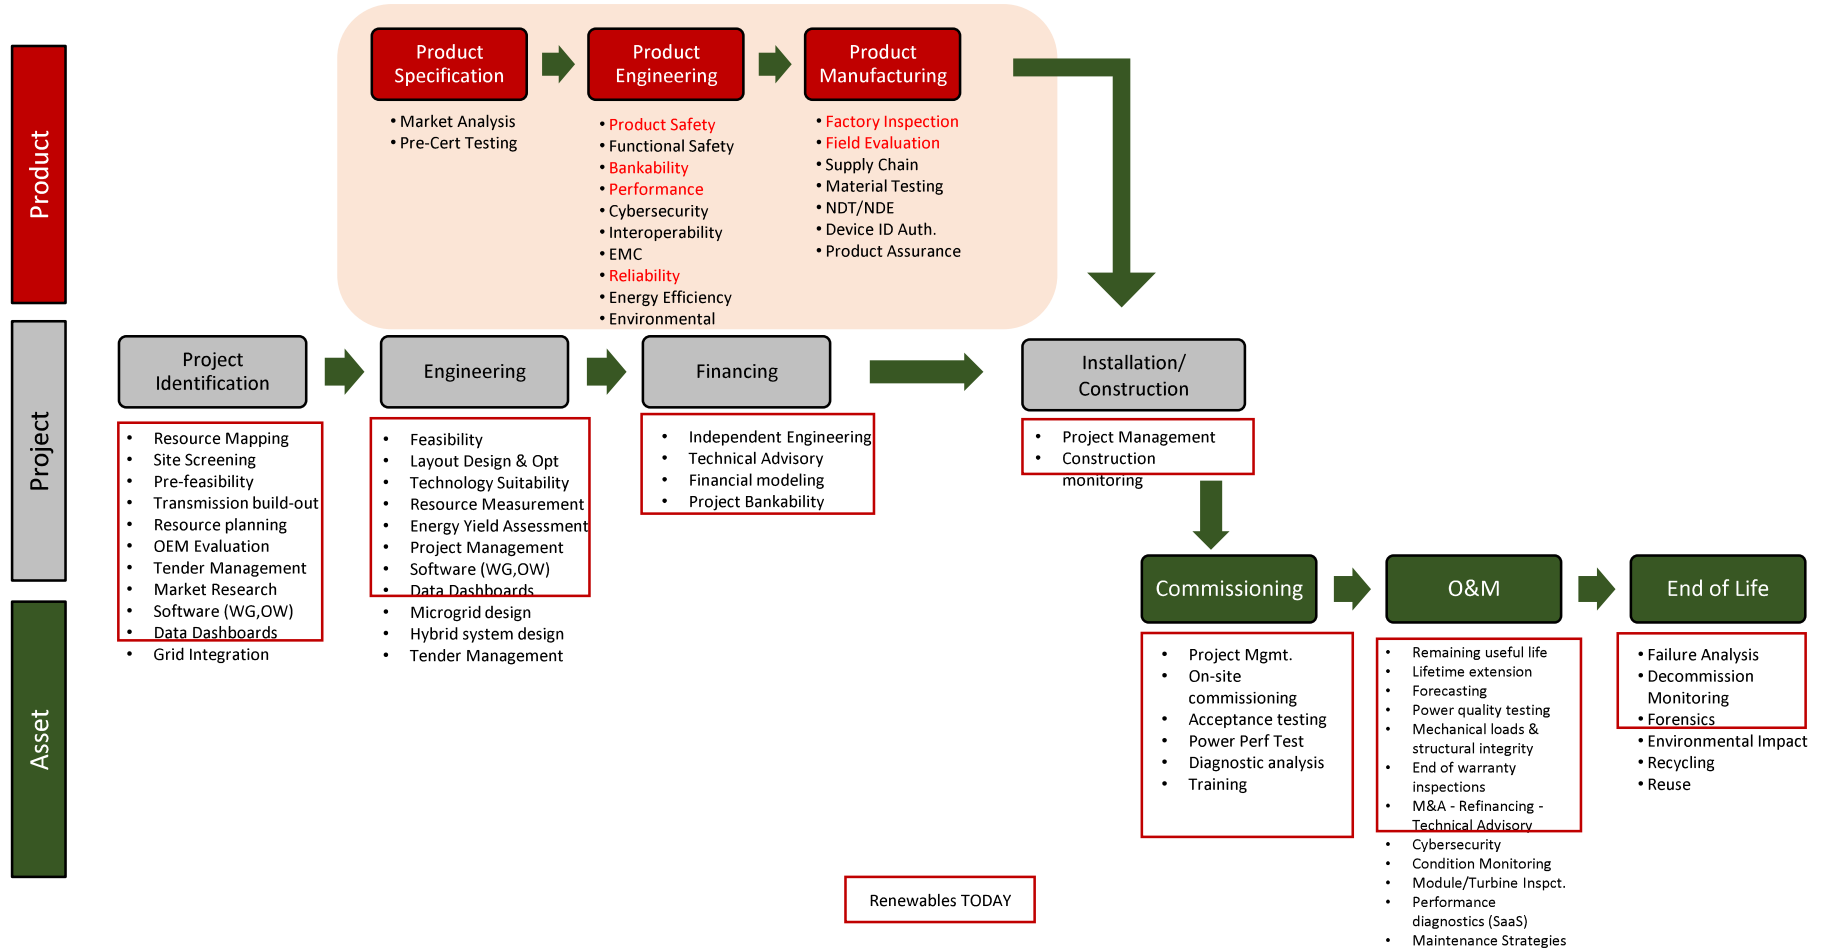 Product
Product
Specification
• Market Analysis
• Pre-Cert Testing
Product
Engineering
• Product Safety
• Functional Safety
• Bankability
• Performance
• Cybersecurity
• Interoperability
• EMC
• Reliability
• Energy Efficiency
• Environmental
Product
Manufacturing
• Factory Inspection
• Field Evaluation
• Supply Chain
• Material Testing
• NDT/NDE
• Device ID Auth.
• Product Assurance
Project
Project
Identification
• Resource Mapping
• Site Screening
• Pre-feasibility
• Transmission build-out
• Resource planning
• OEM Evaluation
• Tender Management
• Market Research
• Software (WG,OW)
• Data Dashboards
• Grid Integration
Engineering
• Feasibility
• Layout Design & Opt
• Technology Suitability
• Resource Measurement
• Energy Yield Assessment
• Project Management
• Software (WG,OW)
• Data Dashboards
• Microgrid design
• Hybrid system design
• Tender Management
Financing
• Independent Engineering
• Technical Advisory
• Financial modeling
• Project Bankability
Installation/
Construction
• Project Management
• Construction
monitoring
Asset
Commissioning
• Project Mgmt.
• On-site
commissioning
• Acceptance testing
• Power Perf Test
• Diagnostic analysis
• Training
O&M
• Remaining useful life
• Lifetime extension
• Forecasting
• Power quality testing
• Mechanical loads &
structural integrity
• End of warranty
inspections
• M&A - Refinancing -
Technical Advisory
• Cybersecurity
• Condition Monitoring
• Module/Turbine Inspct.
• Performance
diagnostics (SaaS)
• Maintenance Strategies
End of Life
• Failure Analysis
• Decommission
Monitoring
• Forensics
• Environmental Impact
• Recycling
• Reuse
Renewables TODAY